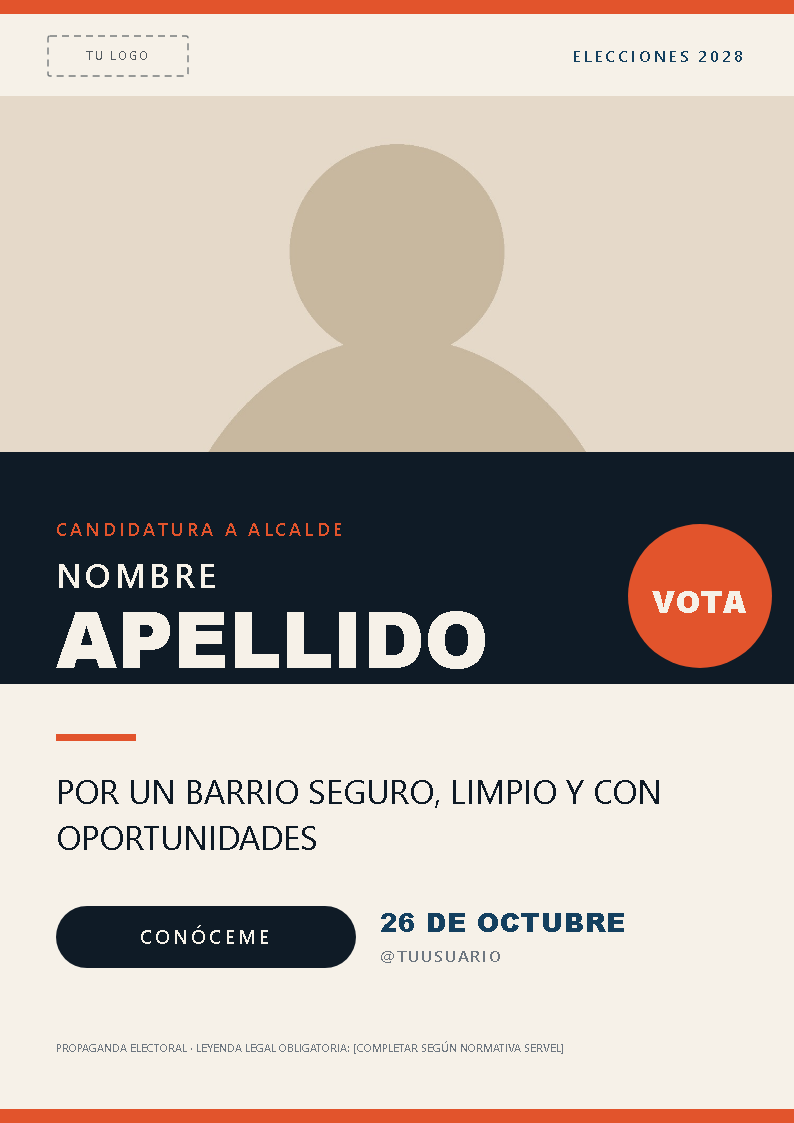 TU LOGO
ELECCIONES 2028
CANDIDATURA A ALCALDE
NOMBRE
APELLIDO
VOTA
POR UN BARRIO SEGURO, LIMPIO Y CON
OPORTUNIDADES
CONÓCEME
26 DE OCTUBRE
@TUUSUARIO
PROPAGANDA ELECTORAL · LEYENDA LEGAL OBLIGATORIA: [COMPLETAR SEGÚN NORMATIVA SERVEL]